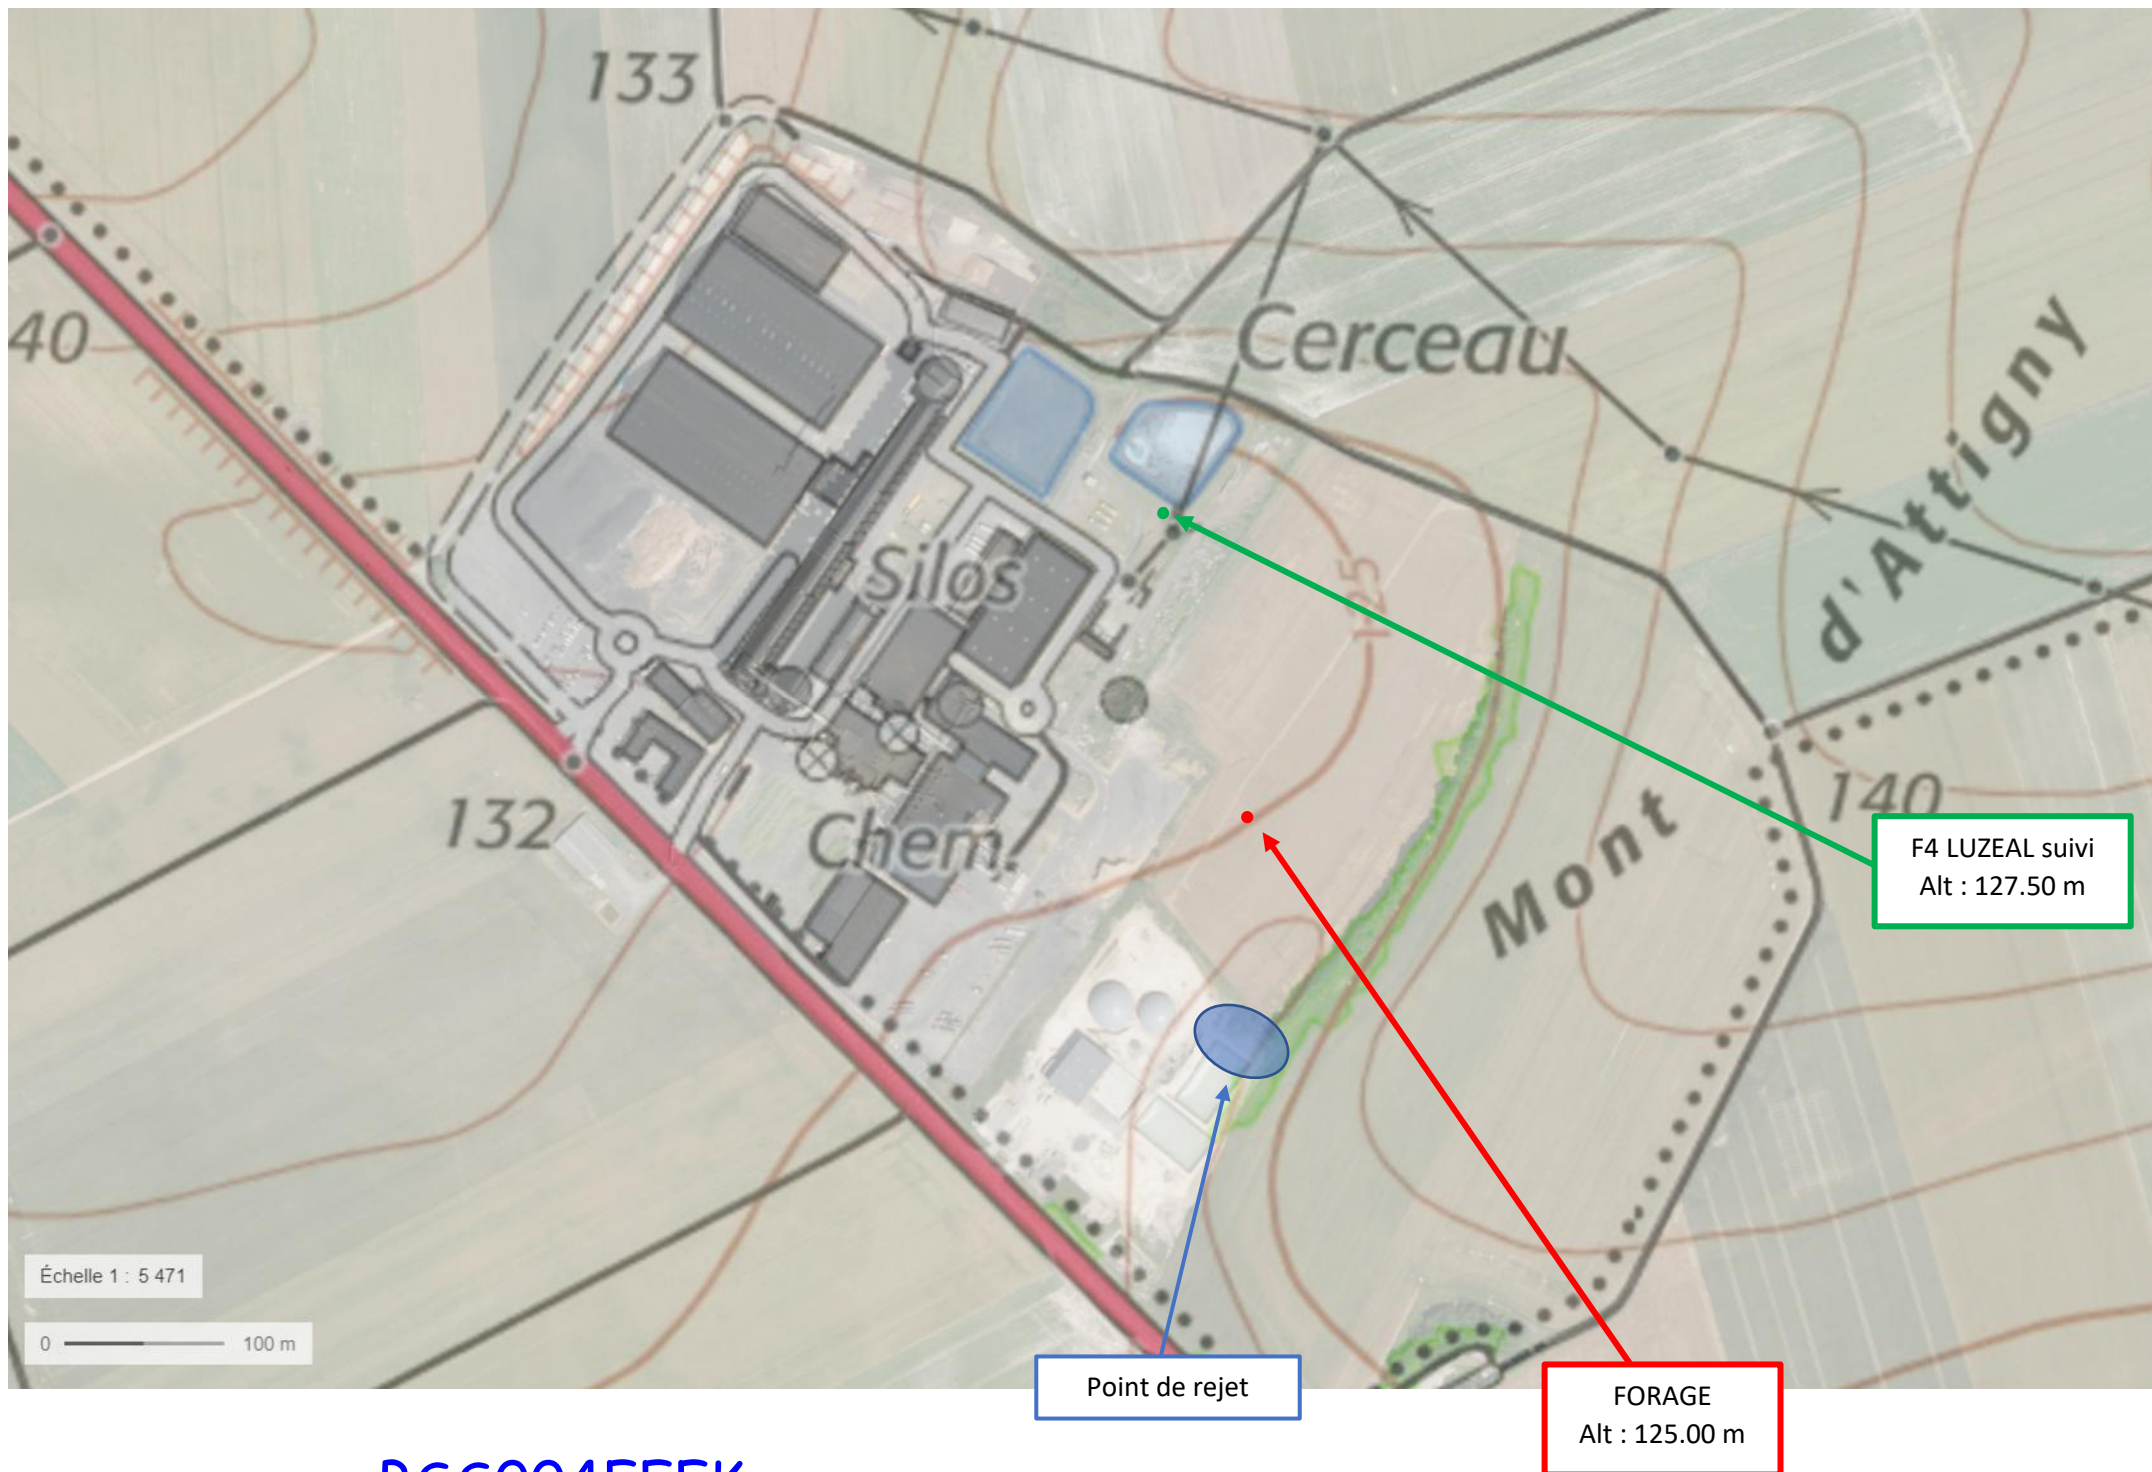 133
40
Cerceau
d'Attigny
Silos
125
132
Chem.
Mont
140
F4 LUZEAL suivi
Alt : 127.50 m
Échelle 1 : 5 471
0 100 m
Point de rejet
FORAGE
Alt : 125.00 m